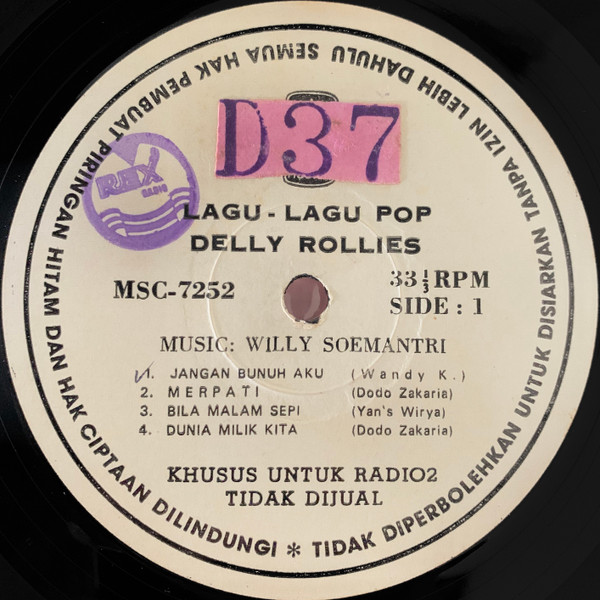 SEMUA HAK PEMBUAT PIRINGAN HITAM DAN HAK CIPTAAN DILINDUNGI * TIDAK DIPERBOLEHKAN UNTUK DISIARKAN TANPA IZIN LEBIH DAHULU
D37
REX
RADIO
LAGU - LAGU POP
DELLY ROLLIES
MSC-7252
33⅓ RPM
SIDE : 1
MUSIC: WILLY SOEMANTRI
1. JANGAN BUNUH AKU (Wandy K.)
2. MERPATI (Dodo Zakaria)
3. BILA MALAM SEPI (Yan's Wirya)
4. DUNIA MILIK KITA (Dodo Zakaria)
KHUSUS UNTUK RADIO2
TIDAK DIJUAL